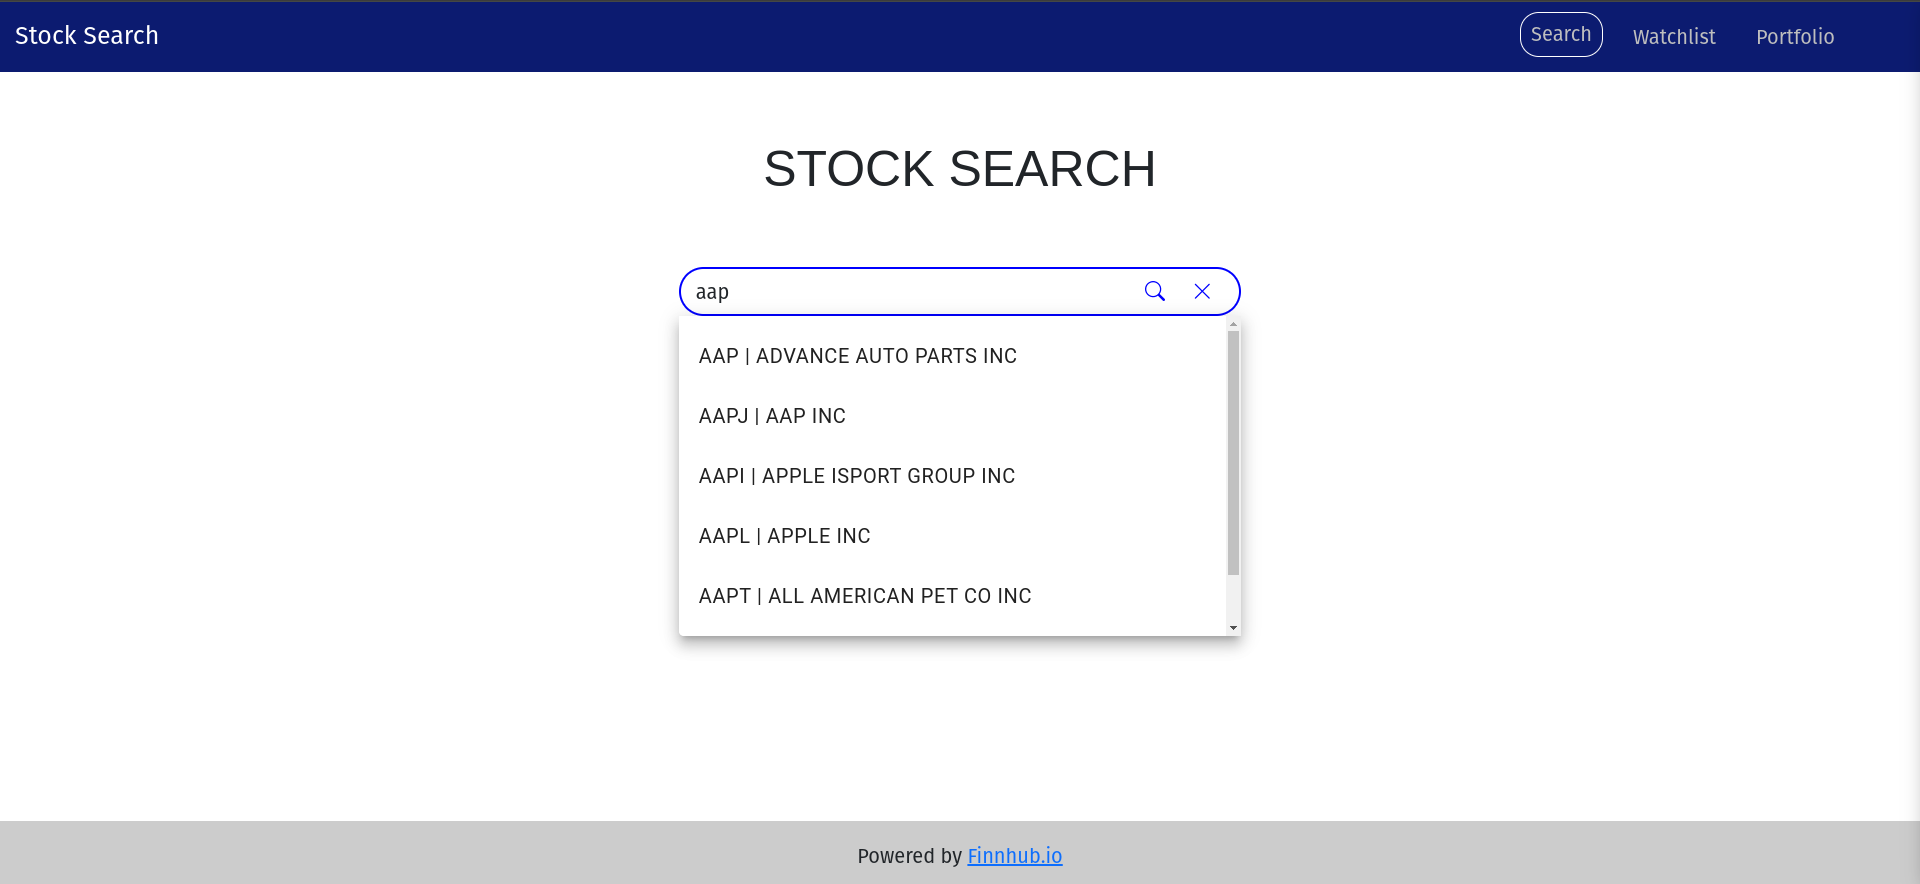 Stock Search
Search
Watchlist
Portfolio
STOCK SEARCH
aap
AAP | ADVANCE AUTO PARTS INC
AAPJ | AAP INC
AAPI | APPLE ISPORT GROUP INC
AAPL | APPLE INC
AAPT | ALL AMERICAN PET CO INC
Powered by Finnhub.io